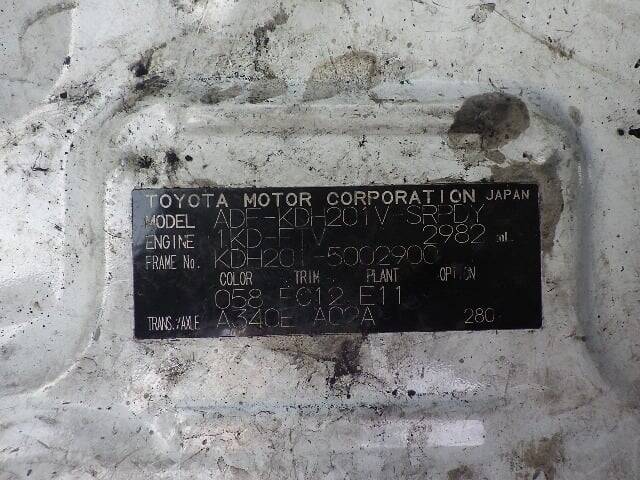 TOYOTA MOTOR CORPORATION JAPAN
MODEL ADF-KDH201V-SRPDY
ENGINE 1KD-FTV 2982 mL
FRAME No. KDH201-5002900
COLOR TRIM PLANT OPTION
058 FC12 E11
TRANS./AXLE A340E A02A 280